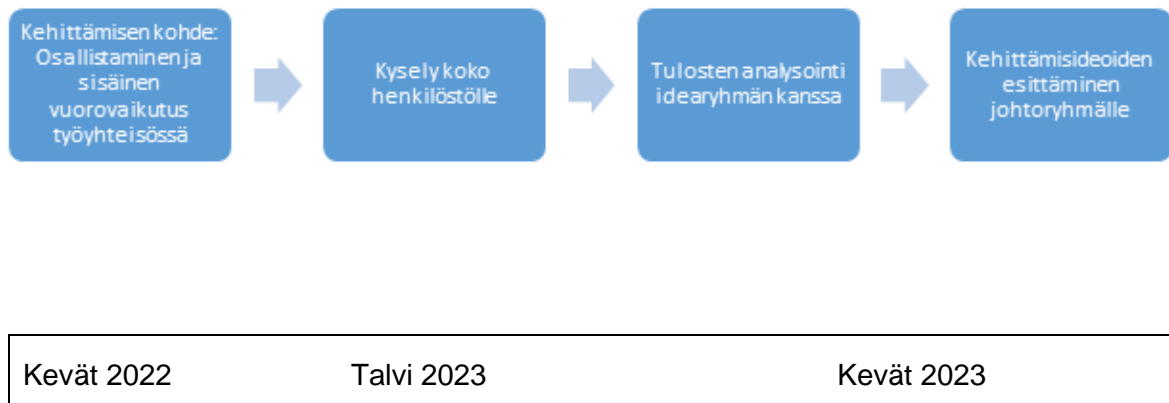 Kehittämisen kohde:
Osallistaminen ja
sisäinen
vuorovaikutus
työyhteisössä
Kysely koko
henkilöstölle
Tulosten analysointi
idearyhmän kanssa
Kehittämisideoiden
esittäminen
johtoryhmälle
Kevät 2022 Talvi 2023 Kevät 2023